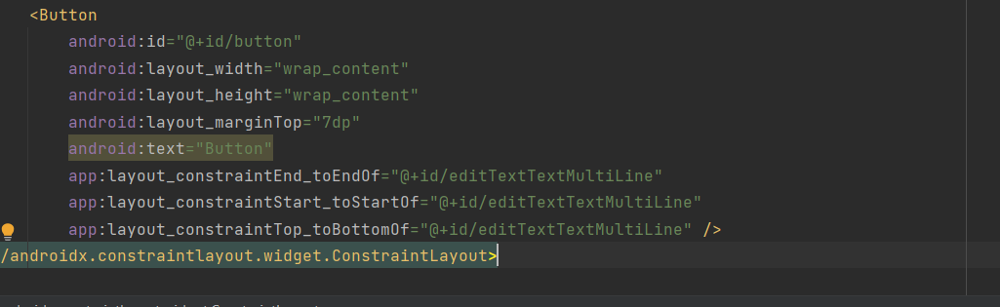 <Button
android:id="@+id/button"
android:layout_width="wrap_content"
android:layout_height="wrap_content"
android:layout_marginTop="7dp"
android:text="Button"
app:layout_constraintEnd_toEndOf="@+id/editTextTextMultiLine"
app:layout_constraintStart_toStartOf="@+id/editTextTextMultiLine"
app:layout_constraintTop_toBottomOf="@+id/editTextTextMultiLine" />
/androidx.constraintlayout.widget.ConstraintLayout>